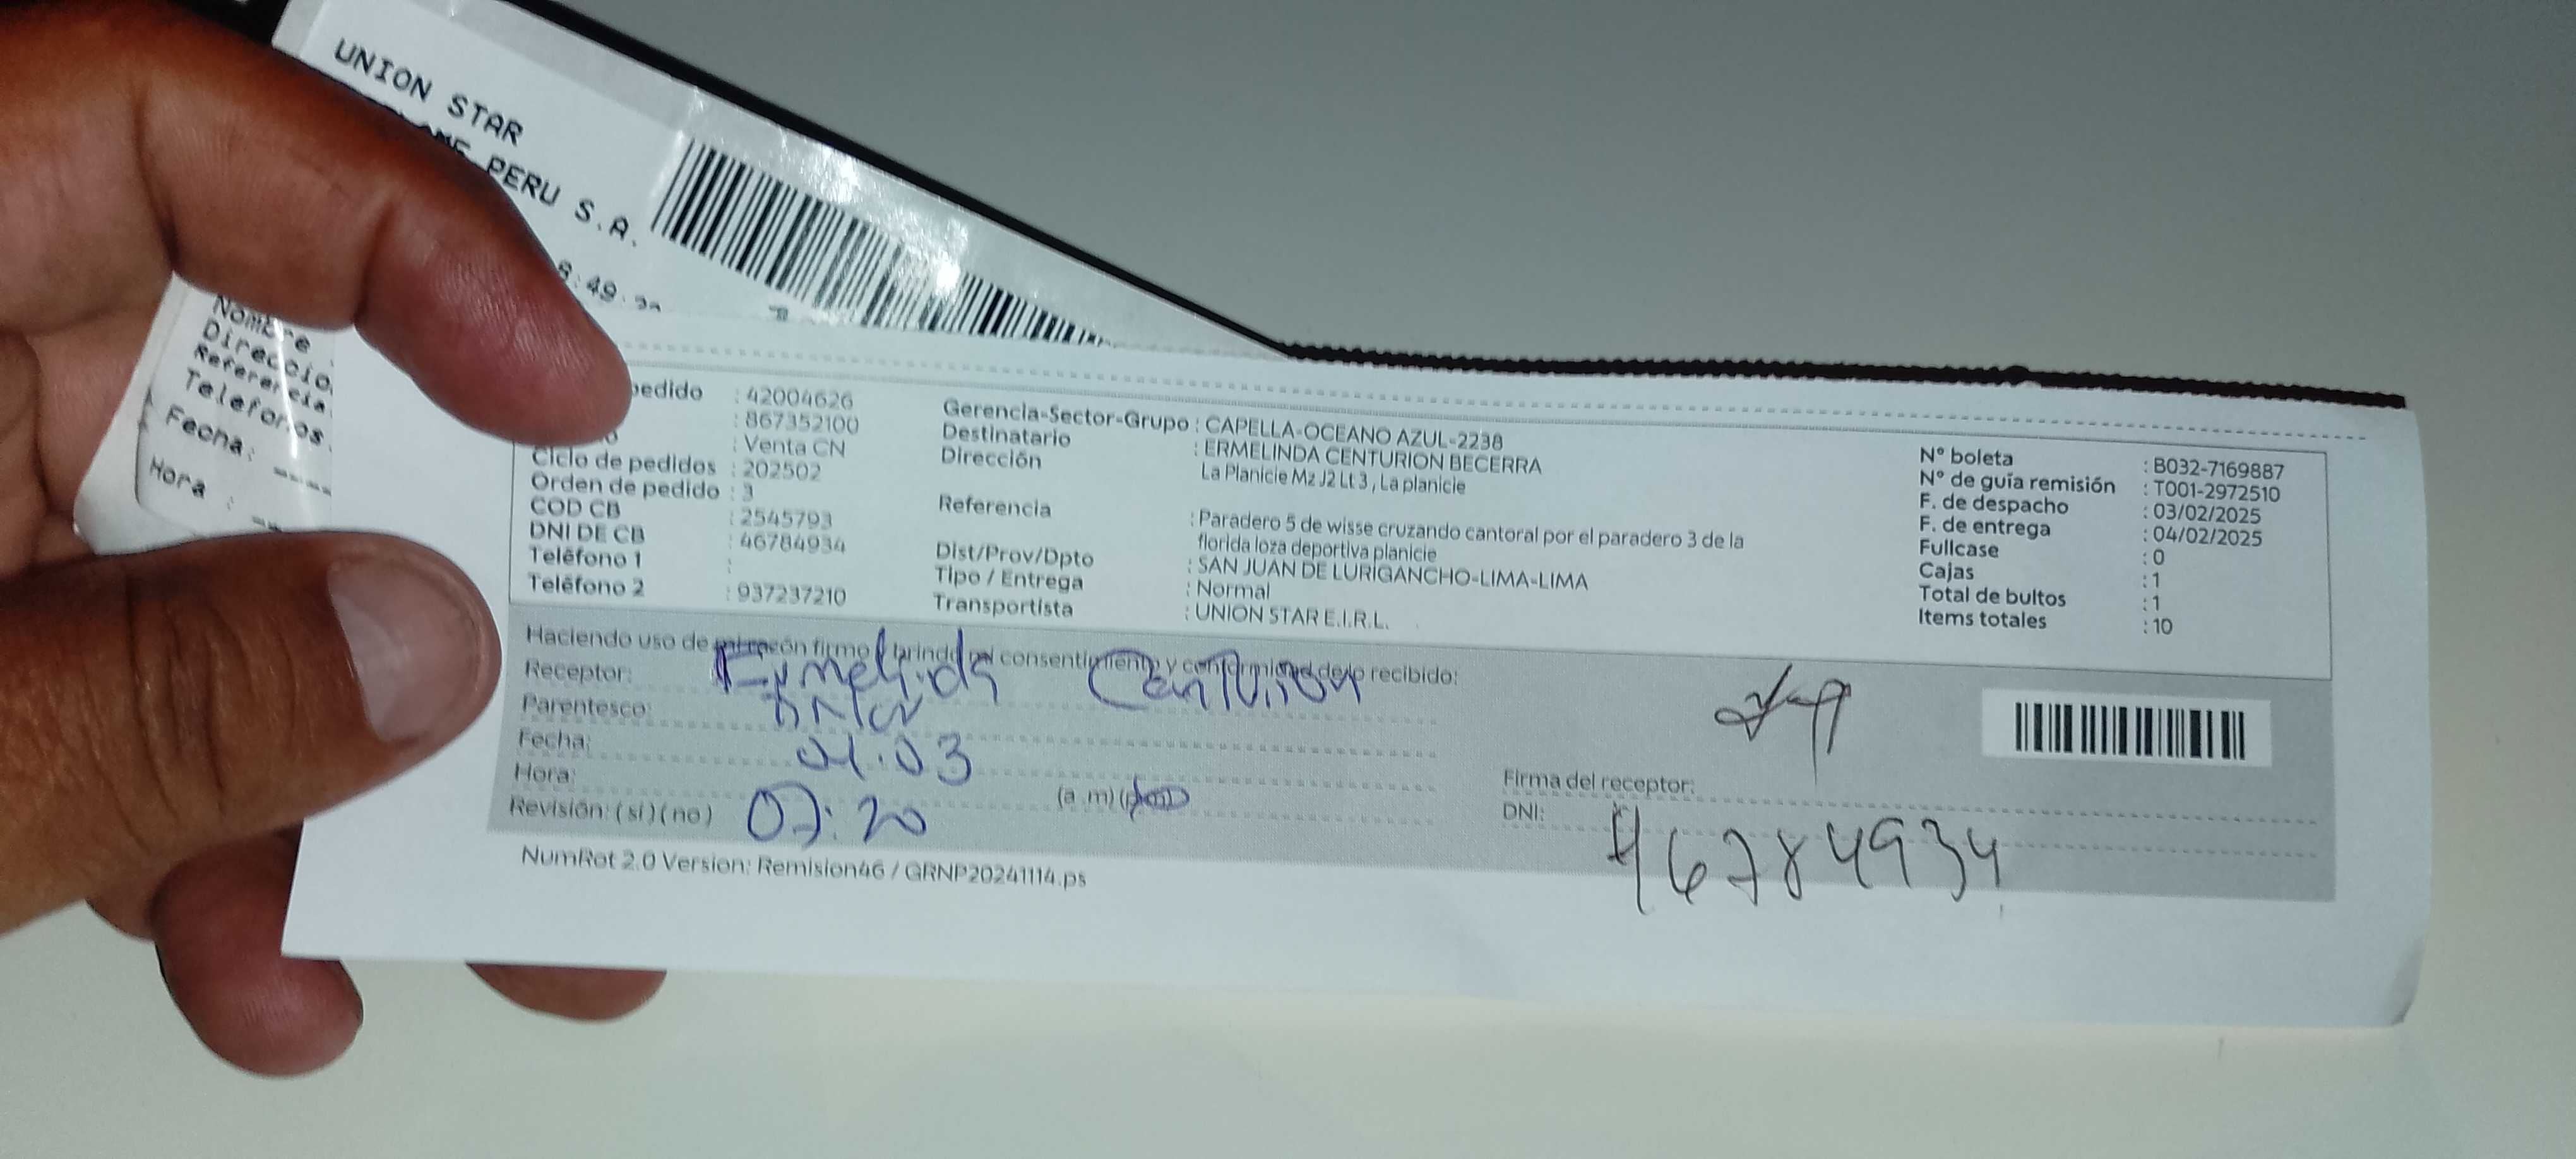 UNION STAR
PERU S.A.
8:49:
Nombre
Direccio
Referencia
Telefonos
Fecha: ----
Hora :
pedido : 42004626
: 867352100
: Venta CN
Ciclo de pedidos : 202502
Orden de pedido : 3
COD CB : 2545793
DNI DE CB : 46784934
Teléfono 1 :
Teléfono 2 : 937237210
Gerencia-Sector-Grupo : CAPELLA-OCEANO AZUL-2238
Destinatario : ERMELINDA CENTURION BECERRA
Dirección La Planicie Mz J2 Lt 3 , La planicie
Referencia : Paradero 5 de wisse cruzando cantoral por el paradero 3 de la
florida loza deportiva planicie
Dist/Prov/Dpto : SAN JUAN DE LURIGANCHO-LIMA-LIMA
Tipo / Entrega : Normal
Transportista : UNION STAR E.I.R.L.
N° boleta : B032-7169887
N° de guía remisión : T001-2972510
F. de despacho : 03/02/2025
F. de entrega : 04/02/2025
Fullcase : 0
Cajas : 1
Total de bultos : 1
Items totales : 10
Haciendo uso de mi razón firmo y brindo mi consentimiento y conformidad de lo recibido:
Receptor: Ermelinda Centurion
Parentesco:
Fecha: 04.03
Hora: (a.m)
Revisión: (si) (no) 07:20
Firma del receptor:
DNI: 46784934
NumRot 2.0 Version: Remision46 / GRNP20241114.ps